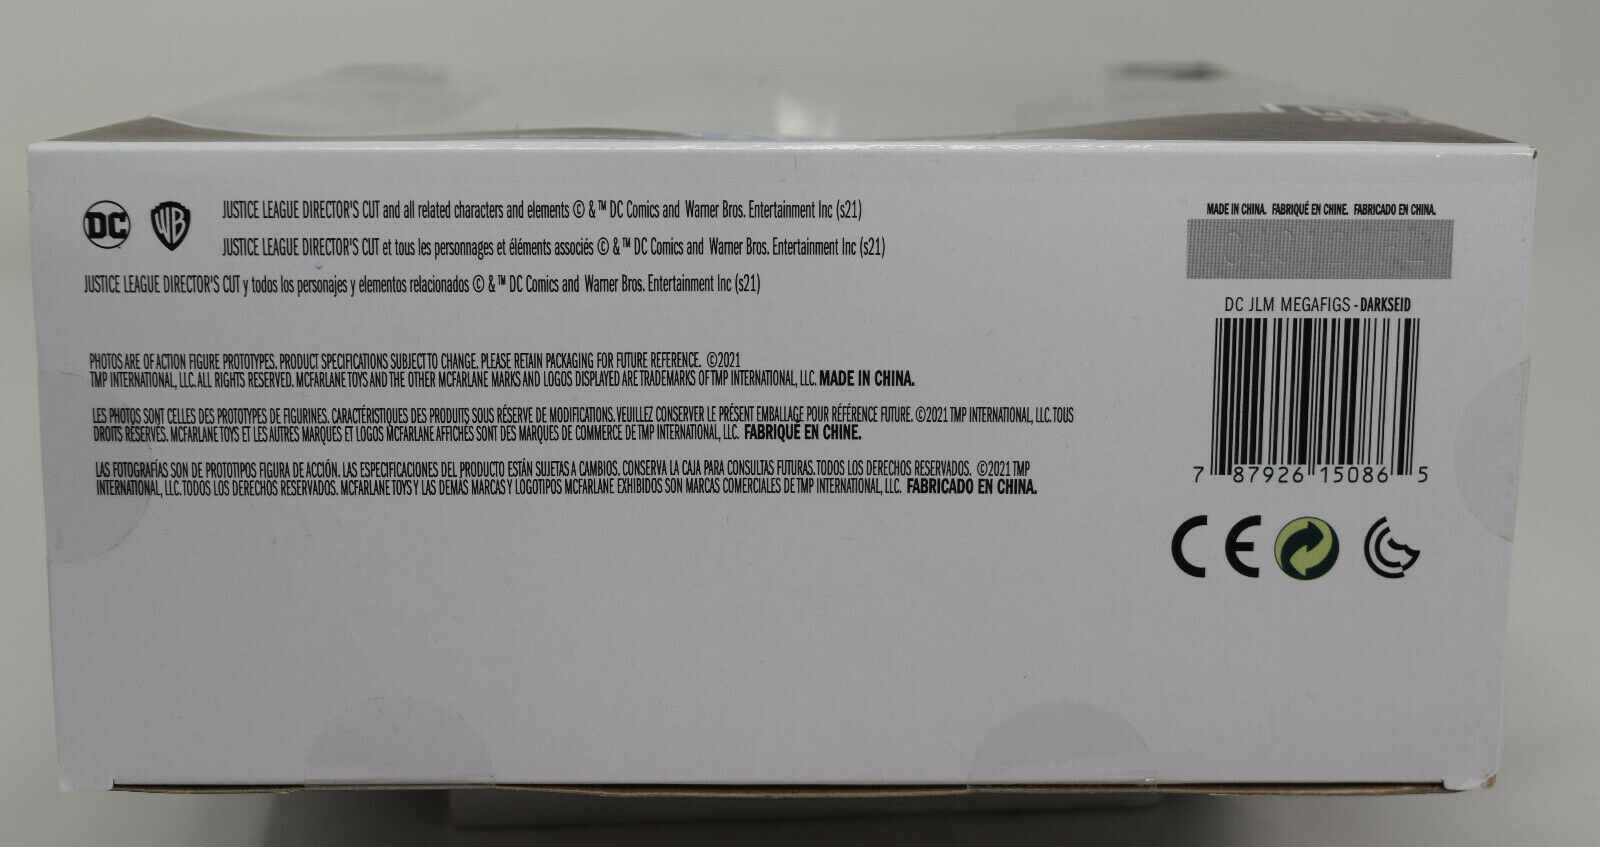 DC WB
JUSTICE LEAGUE DIRECTOR'S CUT and all related characters and elements © & ™ DC Comics and Warner Bros. Entertainment Inc (s21)
JUSTICE LEAGUE DIRECTOR'S CUT et tous les personnages et éléments associés © & ™ DC Comics and Warner Bros. Entertainment Inc (s21)
JUSTICE LEAGUE DIRECTOR'S CUT y todos los personajes y elementos relacionados © & ™ DC Comics and Warner Bros. Entertainment Inc (s21)
PHOTOS ARE OF ACTION FIGURE PROTOTYPES. PRODUCT SPECIFICATIONS SUBJECT TO CHANGE. PLEASE RETAIN PACKAGING FOR FUTURE REFERENCE. ©2021
TMP INTERNATIONAL, LLC. ALL RIGHTS RESERVED. MCFARLANE TOYS AND THE OTHER MCFARLANE MARKS AND LOGOS DISPLAYED ARE TRADEMARKS OF TMP INTERNATIONAL, LLC. MADE IN CHINA.
LES PHOTOS SONT CELLES DES PROTOTYPES DE FIGURINES. CARACTÉRISTIQUES DES PRODUITS SOUS RÉSERVE DE MODIFICATIONS. VEUILLEZ CONSERVER LE PRÉSENT EMBALLAGE POUR RÉFÉRENCE FUTURE. ©2021 TMP INTERNATIONAL, LLC. TOUS
DROITS RÉSERVÉS. MCFARLANE TOYS ET LES AUTRES MARQUES ET LOGOS MCFARLANE AFFICHES SONT DES MARQUES DE COMMERCE DE TMP INTERNATIONAL, LLC. FABRIQUÉ EN CHINE.
LAS FOTOGRAFÍAS SON DE PROTOTIPOS FIGURA DE ACCIÓN. LAS ESPECIFICACIONES DEL PRODUCTO ESTÁN SUJETAS A CAMBIOS. CONSERVA LA CAJA PARA CONSULTAS FUTURAS. TODOS LOS DERECHOS RESERVADOS. ©2021 TMP
INTERNATIONAL, LLC. TODOS LOS DERECHOS RESERVADOS. MCFARLANE TOYS Y LAS DEMÁS MARCAS Y LOGOTIPOS MCFARLANE EXHIBIDOS SON MARCAS COMERCIALES DE TMP INTERNATIONAL, LLC. FABRICADO EN CHINA.
MADE IN CHINA. FABRIQUÉ EN CHINE. FABRICADO EN CHINA.
DC JLM MEGAFIGS - DARKSEID
7 87926 15086 5
CE